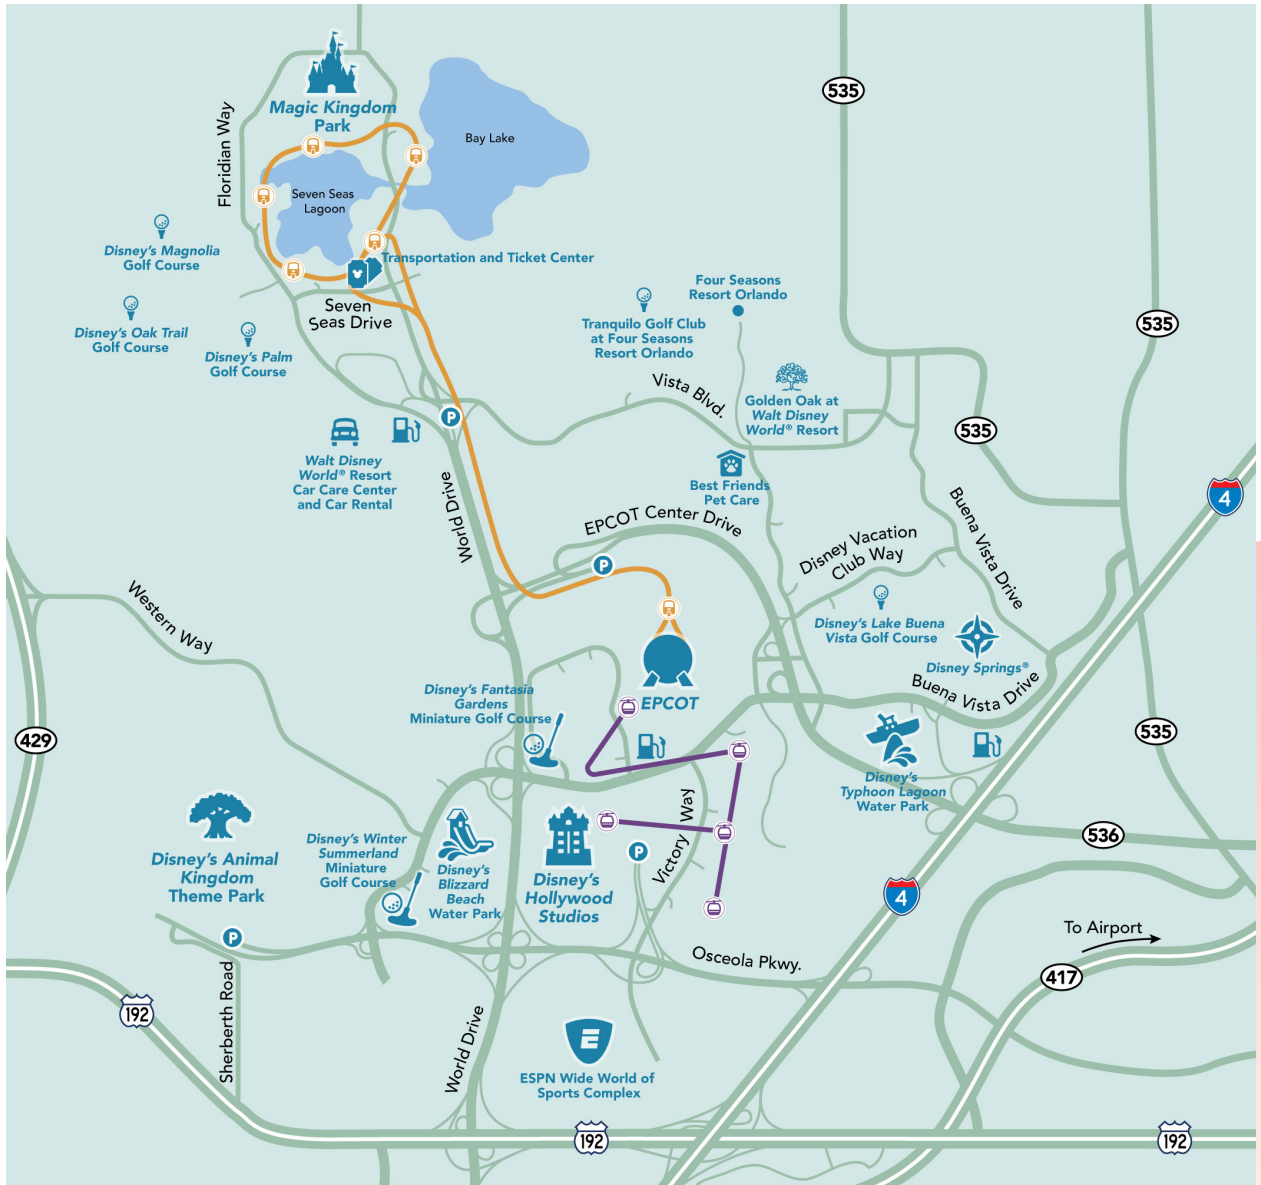 Magic Kingdom
Park
Floridian Way
Bay Lake
Seven Seas
Lagoon
535
Disney's Magnolia
Golf Course
Transportation and Ticket Center
Four Seasons
Resort Orlando
Seven
Seas Drive
Disney's Oak Trail
Golf Course
Disney's Palm
Golf Course
Tranquilo Golf Club
at Four Seasons
Resort Orlando
535
Vista Blvd.
Golden Oak at
Walt Disney
World® Resort
P
535
Walt Disney
World® Resort
Car Care Center
and Car Rental
World Drive
Best Friends
Pet Care
4
EPCOT Center Drive
Buena Vista Drive
Disney Vacation
Club Way
P
Western Way
Disney's Lake Buena
Vista Golf Course
Disney Springs®
Buena Vista Drive
Disney's Fantasia
Gardens
Miniature Golf Course
EPCOT
429
535
Disney's
Typhoon Lagoon
Water Park
Victory Way
536
Disney's Animal
Kingdom
Theme Park
Disney's Winter
Summerland
Miniature
Golf Course
Disney's
Blizzard
Beach
Water Park
P
Disney's
Hollywood
Studios
4
P
To Airport
Osceola Pkwy.
417
Sherberth Road
192
World Drive
E
ESPN Wide World of
Sports Complex
192
192